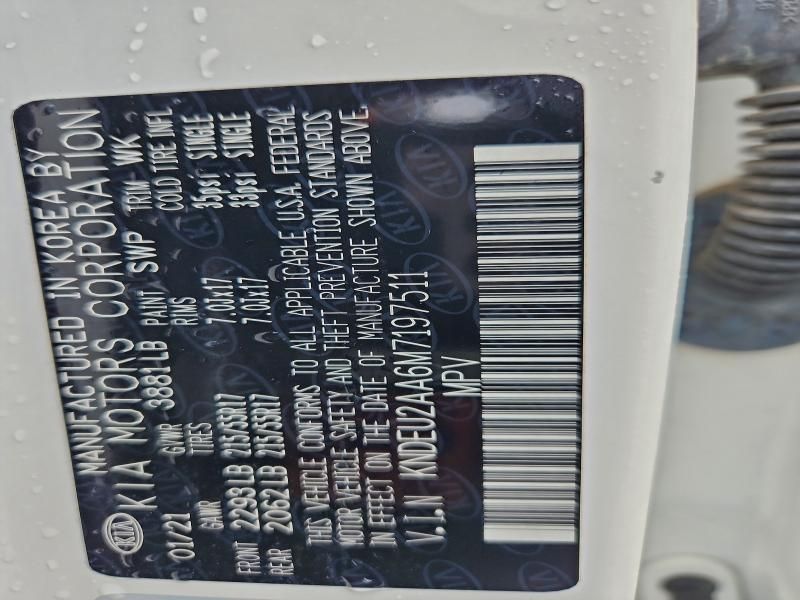 MANUFACTURED IN KOREA BY
KIA KIA MOTORS CORPORATION
01/21 GVWR 3881LB PAINT SWP TRIM WK
GAWR TIRES RIMS COLD TIRE INFL
FRONT 2293LB 215/55R17 7.0Jx17 35psi SINGLE
REAR 2062LB 215/55R17 7.0Jx17 33psi SINGLE
THIS VEHICLE CONFORMS TO ALL APPLICABLE U.S.A. FEDERAL
MOTOR VEHICLE SAFETY AND THEFT PREVENTION STANDARDS
IN EFFECT ON THE DATE OF MANUFACTURE SHOWN ABOVE.
V.I.N KNDEU2AA6M7197511
MPV